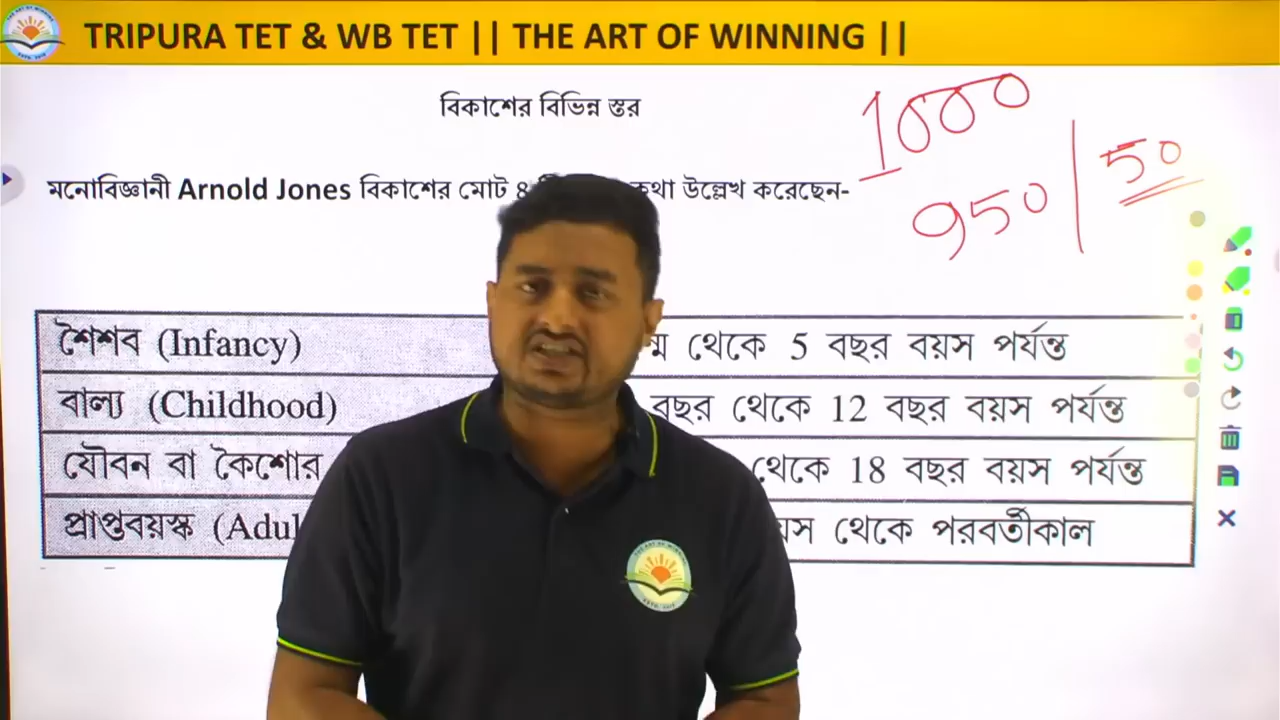 TRIPURA TET & WB TET || THE ART OF WINNING ||
বিকাশের বিভিন্ন স্তর
1000
মনোবিজ্ঞানী Arnold Jones বিকাশের মোট ৪ কথা উল্লেখ করেছেন-
950 | 50
শৈশব (Infancy) থেকে 5 বছর বয়স পর্যন্ত
বাল্য (Childhood) বছর থেকে 12 বছর বয়স পর্যন্ত
যৌবন বা কৈশোর থেকে 18 বছর বয়স পর্যন্ত
প্রাপ্তবয়স্ক থেকে পরবর্তীকাল